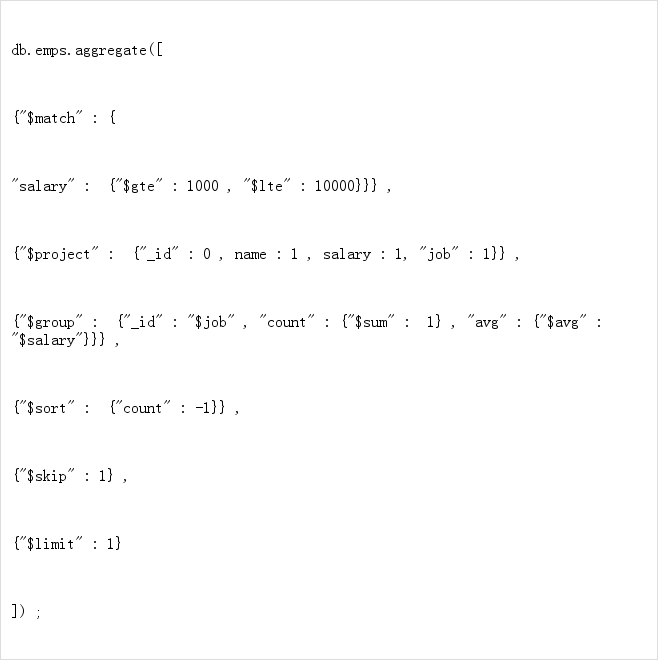 db.emps.aggregate([
{"$match" : {
"salary" :  {"$gte" : 1000 , "$lte" : 10000}}} ,
{"$project" :  {"_id" : 0 , name : 1 , salary : 1, "job" : 1}} ,
{"$group" :  {"_id" : "$job" , "count" : {"$sum" :  1} , "avg" : {"$avg" :
"$salary"}}} ,
{"$sort" :  {"count" : -1}} ,
{"$skip" : 1} ,
{"$limit" : 1}
]) ;